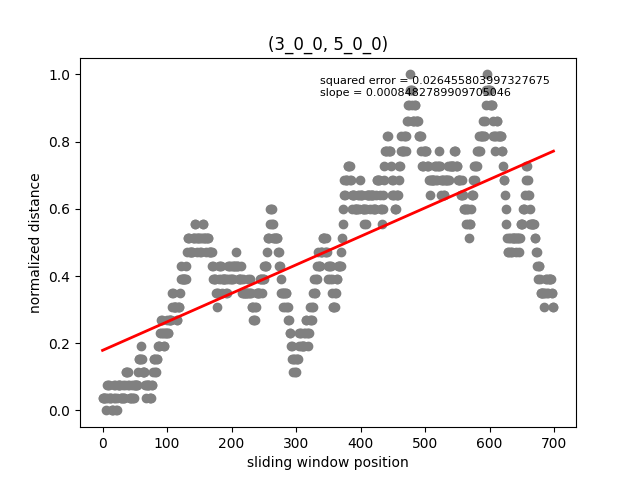 (3_0_0, 5_0_0)
squared error = 0.026455803997327675
slope = 0.0008482789909705046
normalized distance
1.0
0.8
0.6
0.4
0.2
0.0
0 100 200 300 400 500 600 700
sliding window position